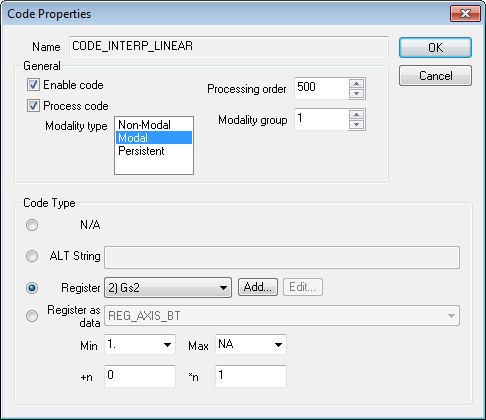 Code Properties
Name CODE_INTERP_LINEAR OK
General Cancel
Enable code Processing order 500
Process code
Modality type Non-Modal Modality group 1
Modal
Persistent
Code Type
N/A
ALT String
Register 2) Gs2 Add... Edit...
Register as data REG_AXIS_BT
Min 1. Max NA
+n 0 *n 1